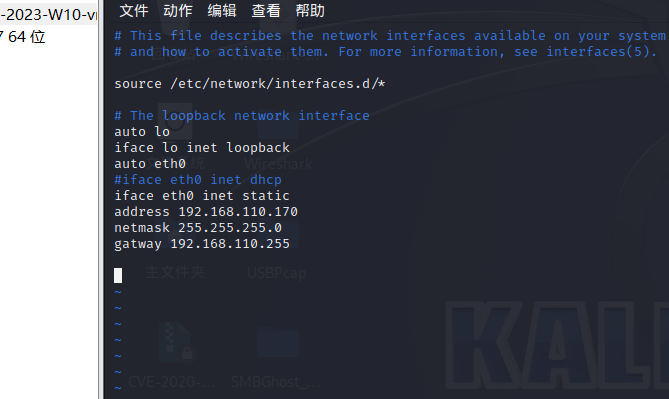 -2023-W10-vm
7 64 位
文件 动作 编辑 查看 帮助
# This file describes the network interfaces available on your system
# and how to activate them. For more information, see interfaces(5).
source /etc/network/interfaces.d/*
# The loopback network interface
auto lo
iface lo inet loopback
auto eth0
#iface eth0 inet dhcp
iface eth0 inet static
address 192.168.110.170
netmask 255.255.255.0
gatway 192.168.110.255
Wireshark
主文件夹
USBPcap
~
~
~
~
~
~
~
CVE-2020-...
SMBGhost_...
KALI